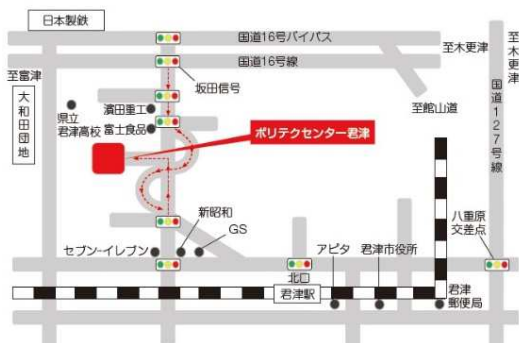 日本製鉄
国道16号バイパス
国道16号線
至木更津
至木更津
至富津
坂田信号
大和田団地
県立
君津高校
濱田重工
富士食品
至館山道
国道127号線
ポリテクセンター君津
新昭和
GS
セブン-イレブン
八重原
交差点
アピタ
君津市役所
北口
君津駅
君津
郵便局